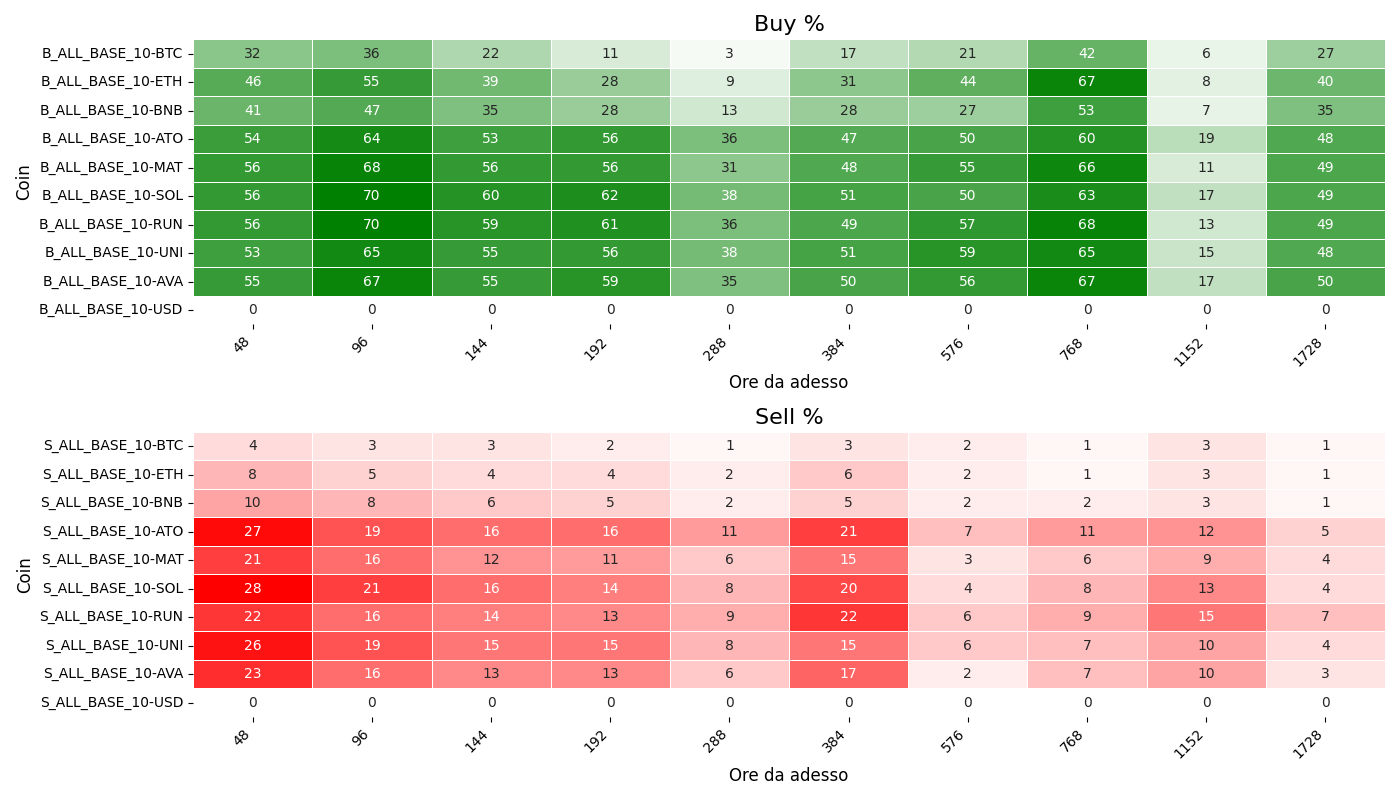 Buy %
Coin
B_ALL_BASE_10-BTC 32 36 22 11 3 17 21 42 6 27
B_ALL_BASE_10-ETH 46 55 39 28 9 31 44 67 8 40
B_ALL_BASE_10-BNB 41 47 35 28 13 28 27 53 7 35
B_ALL_BASE_10-ATO 54 64 53 56 36 47 50 60 19 48
B_ALL_BASE_10-MAT 56 68 56 56 31 48 55 66 11 49
B_ALL_BASE_10-SOL 56 70 60 62 38 51 50 63 17 49
B_ALL_BASE_10-RUN 56 70 59 61 36 49 57 68 13 49
B_ALL_BASE_10-UNI 53 65 55 56 38 51 59 65 15 48
B_ALL_BASE_10-AVA 55 67 55 59 35 50 56 67 17 50
B_ALL_BASE_10-USD 0 0 0 0 0 0 0 0 0 0
48 96 144 192 288 384 576 768 1152 1728
Ore da adesso
Sell %
Coin
S_ALL_BASE_10-BTC 4 3 3 2 1 3 2 1 3 1
S_ALL_BASE_10-ETH 8 5 4 4 2 6 2 1 3 1
S_ALL_BASE_10-BNB 10 8 6 5 2 5 2 2 3 1
S_ALL_BASE_10-ATO 27 19 16 16 11 21 7 11 12 5
S_ALL_BASE_10-MAT 21 16 12 11 6 15 3 6 9 4
S_ALL_BASE_10-SOL 28 21 16 14 8 20 4 8 13 4
S_ALL_BASE_10-RUN 22 16 14 13 9 22 6 9 15 7
S_ALL_BASE_10-UNI 26 19 15 15 8 15 6 7 10 4
S_ALL_BASE_10-AVA 23 16 13 13 6 17 2 7 10 3
S_ALL_BASE_10-USD 0 0 0 0 0 0 0 0 0 0
48 96 144 192 288 384 576 768 1152 1728
Ore da adesso